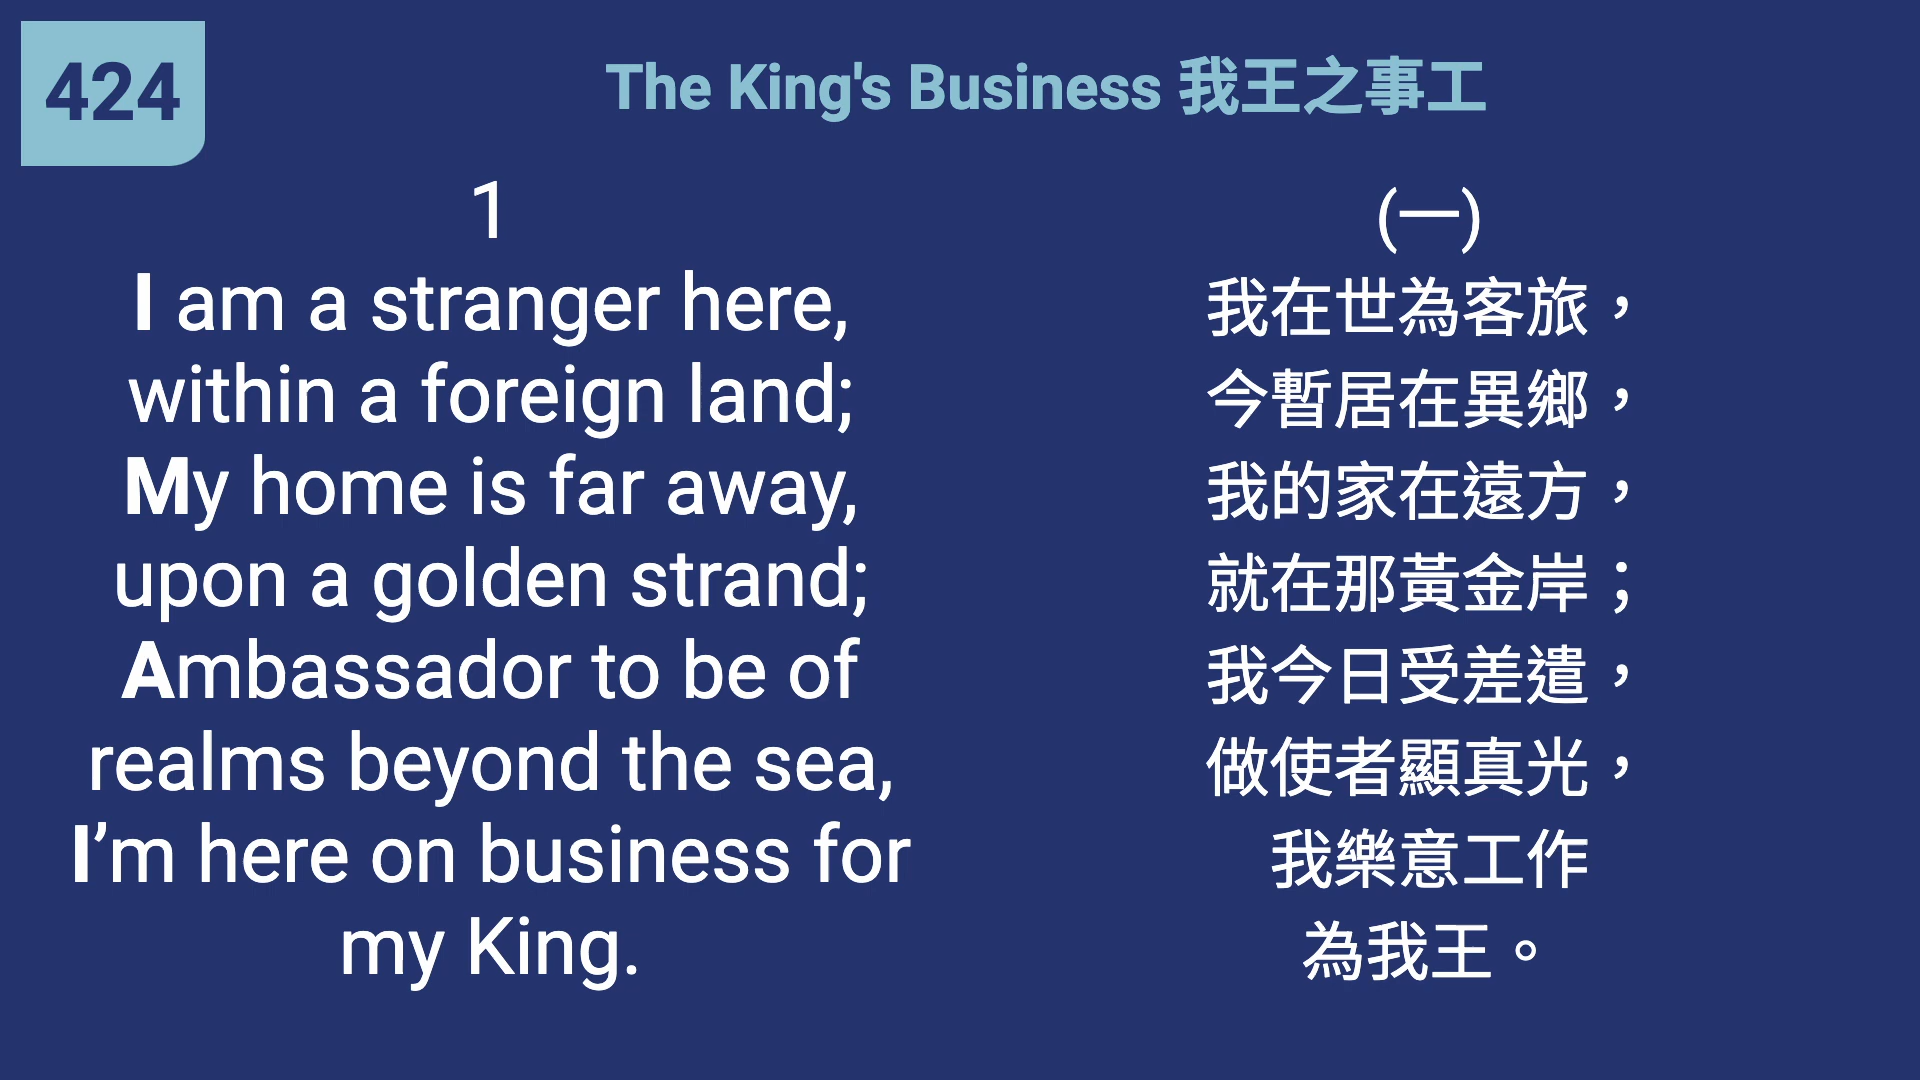 424
The King's Business 我王之事工
1
I am a stranger here,
within a foreign land;
My home is far away,
upon a golden strand;
Ambassador to be of
realms beyond the sea,
I’m here on business for
my King.
(一)
我在世為客旅，
今暫居在異鄉，
我的家在遠方，
就在那黃金岸；
我今日受差遣，
做使者顯真光，
我樂意工作
為我王。